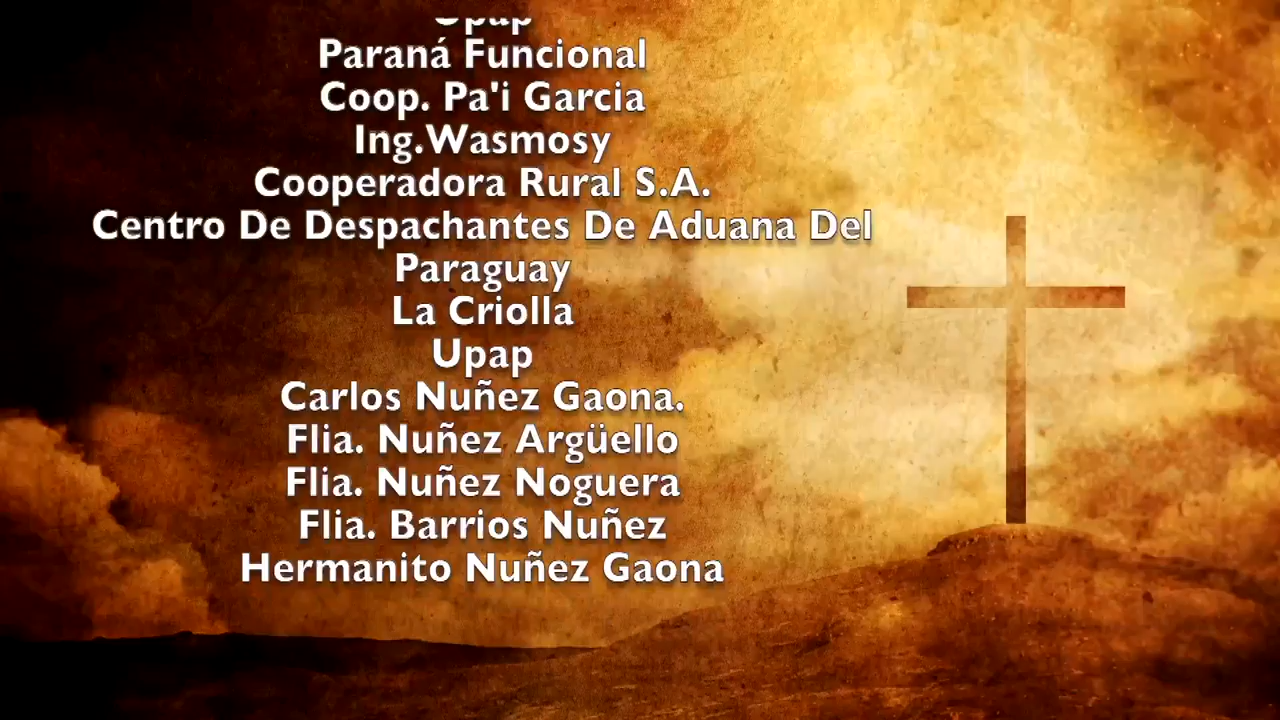 Upap
Paraná Funcional
Coop. Pa'i Garcia
Ing.Wasmosy
Cooperadora Rural S.A.
Centro De Despachantes De Aduana Del
Paraguay
La Criolla
Upap
Carlos Nuñez Gaona.
Flia. Nuñez Argüello
Flia. Nuñez Noguera
Flia. Barrios Nuñez
Hermanito Nuñez Gaona